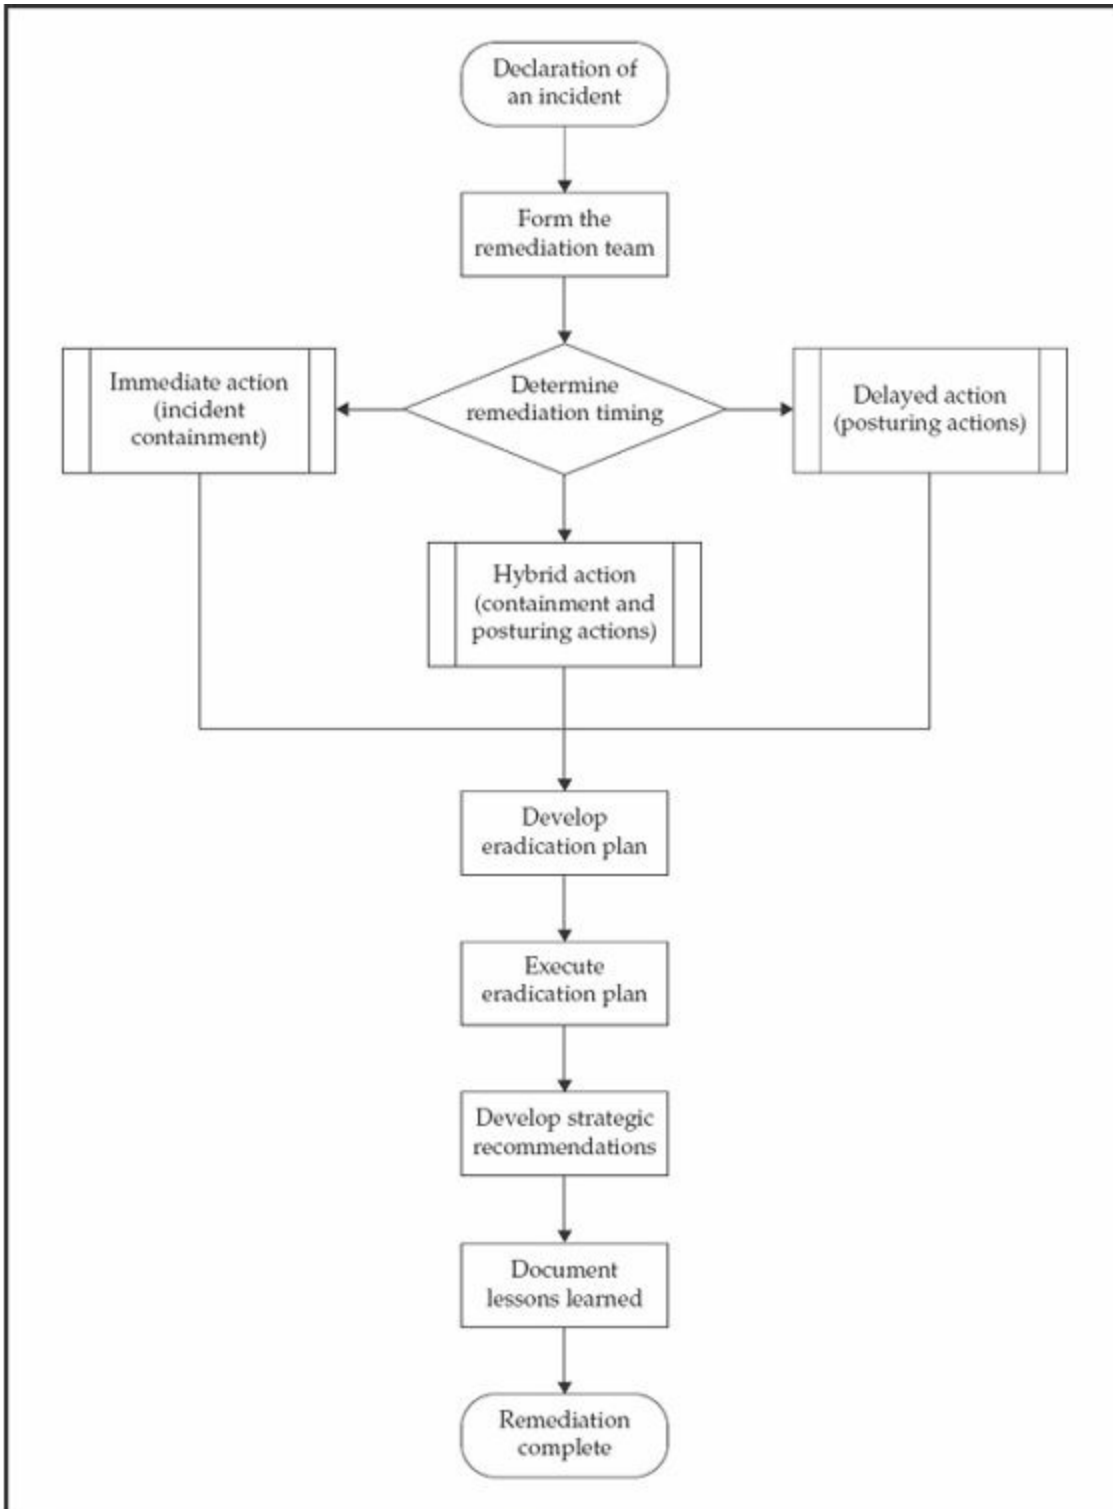 Declaration of
an incident
Form the
remediation team
Determine
remediation timing
Immediate action
(incident
containment)
Delayed action
(posturing actions)
Hybrid action
(containment and
posturing actions)
Develop
eradication plan
Execute
eradication plan
Develop strategic
recommendations
Document
lessons learned
Remediation
complete